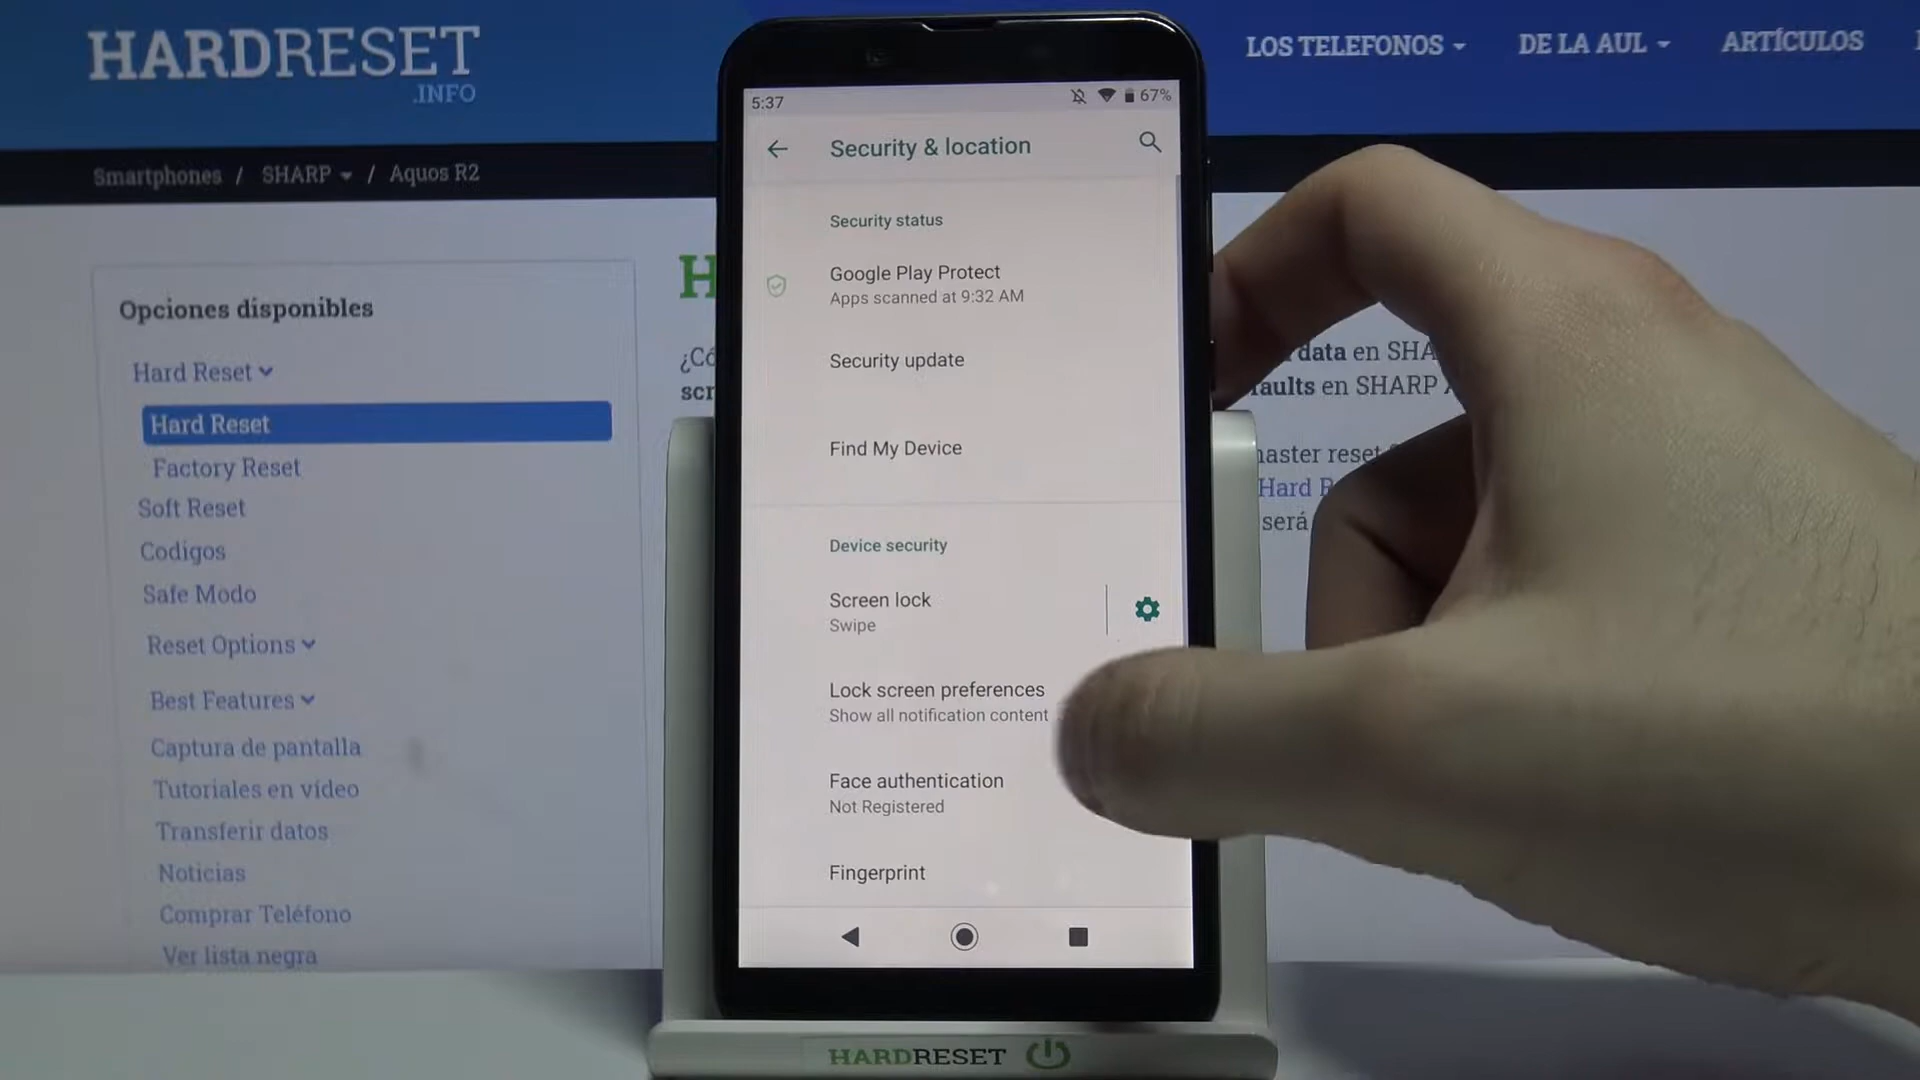 HARDRESET
.INFO
LOS TELEFONOS
DE LA AUL
ARTÍCULOS
Smartphones / SHARP / Aquos R2
Opciones disponibles
Hard Reset
Hard Reset
Factory Reset
Soft Reset
Codigos
Safe Modo
Reset Options
Best Features
Captura de pantalla
Tutoriales en vídeo
Transferir datos
Noticias
Comprar Teléfono
Ver lista negra
H
5:37
67%
Security & location
Security status
Google Play Protect
Apps scanned at 9:32 AM
Security update
Find My Device
Device security
Screen lock
Swipe
Lock screen preferences
Show all notification content
Face authentication
Not Registered
Fingerprint
data en
en SHARP
reset
Hard
será
HARDRESET